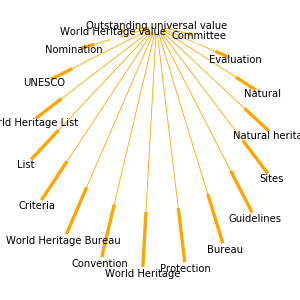 Outstanding universal value
World Heritage Value
Committee
Nomination
Evaluation
UNESCO
Natural
rld Heritage List
Natural herita
List
Sites
Criteria
Guidelines
World Heritage Bureau
Bureau
Convention
Protection
World Heritage